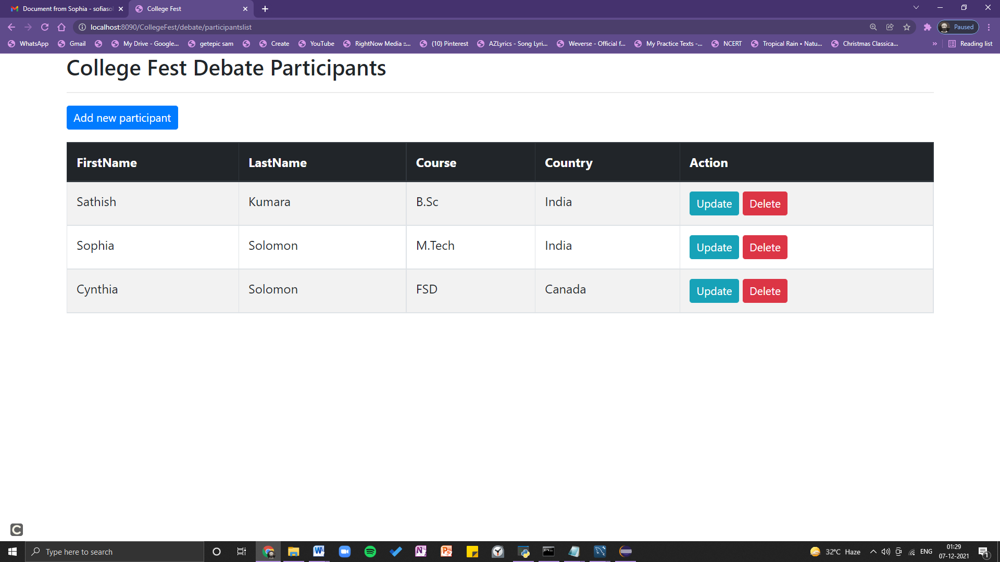 Document from Sophia - sofiasol
College Fest
localhost:8090/CollegeFest/debate/participantslist
Paused
WhatsApp
Gmail
My Drive - Google...
getepic sam
Create
YouTube
RightNow Media ::...
(10) Pinterest
AZLyrics - Song Lyri...
Weverse - Official f...
My Practice Texts -...
NCERT
Tropical Rain • Natu...
Christmas Classica...
»
Reading list
College Fest Debate Participants
Add new participant
FirstName LastName Course Country Action
Sathish Kumara B.Sc India Update Delete
Sophia Solomon M.Tech India Update Delete
Cynthia Solomon FSD Canada Update Delete
C
Type here to search
32°C Haze
ENG
01:29
07-12-2021
1